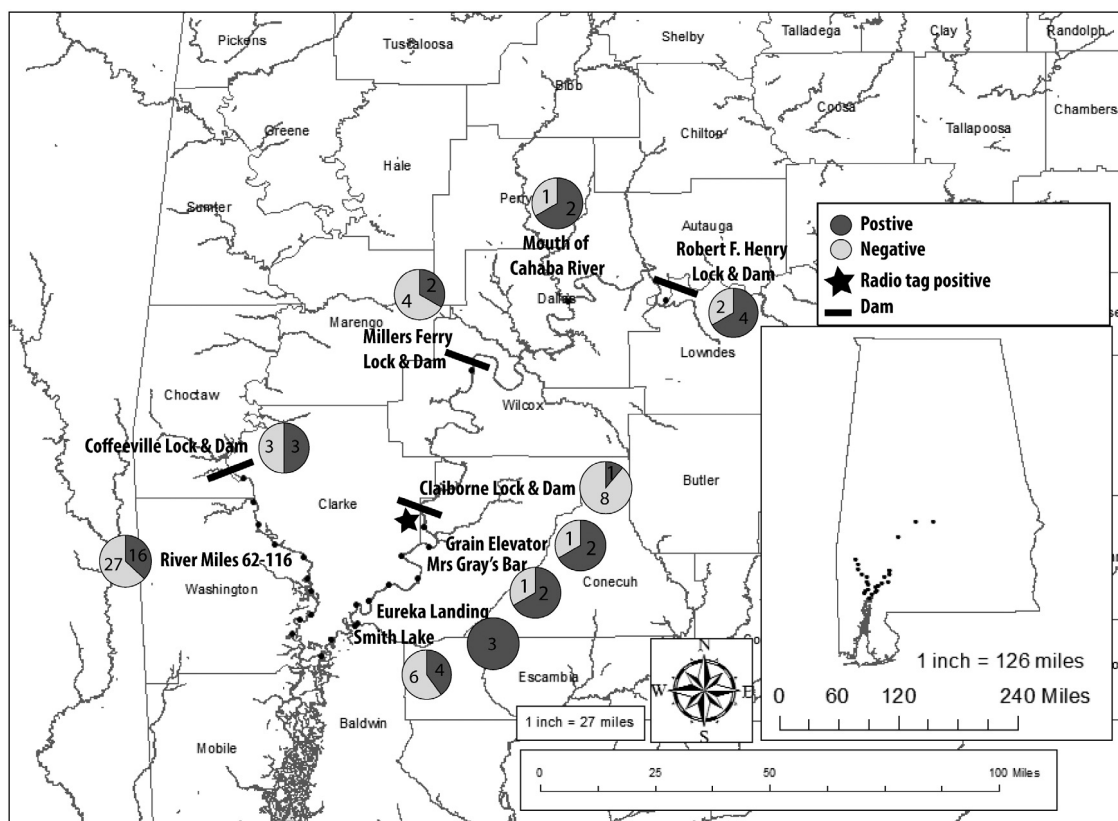 Pickens
Tuscaloosa
Shelby
Talladega
Clay
Randolph
Bibb
Greene
Hale
Chilton
Coosa
Tallapoosa
Chambers
Sumter
Perry
1
2
Autauga
Mouth of
Cahaba River
Robert F. Henry
Lock & Dam
Postive
Negative
Radio tag positive
Dam
2
4
Dallas
2
4
Marengo
Millers Ferry
Lock & Dam
Lowndes
Choctaw
Wilcox
Coffeeville Lock & Dam
3
3
Clarke
Claiborne Lock & Dam
1
8
Butler
Grain Elevator
1
2
Mrs Gray's Bar
Conecuh
27
16
River Miles 62-116
Washington
1
2
Eureka Landing
Smith Lake
3
6
4
Escambia
Baldwin
Mobile
N
W
E
S
1 inch = 27 miles
0
25
50
100 Miles
1 inch = 126 miles
0
60
120
240 Miles